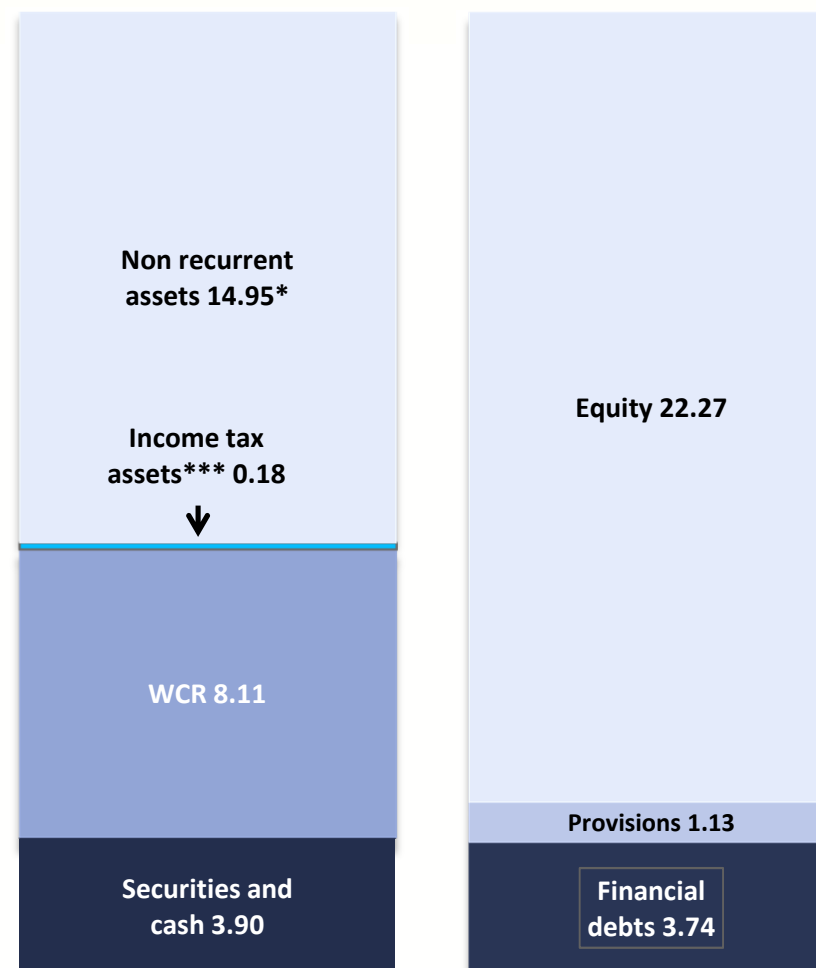 Non recurrent
assets 14.95*
Income tax
assets*** 0.18
WCR 8.11
Securities and
cash 3.90
Equity 22.27
Provisions 1.13
Financial
debts 3.74